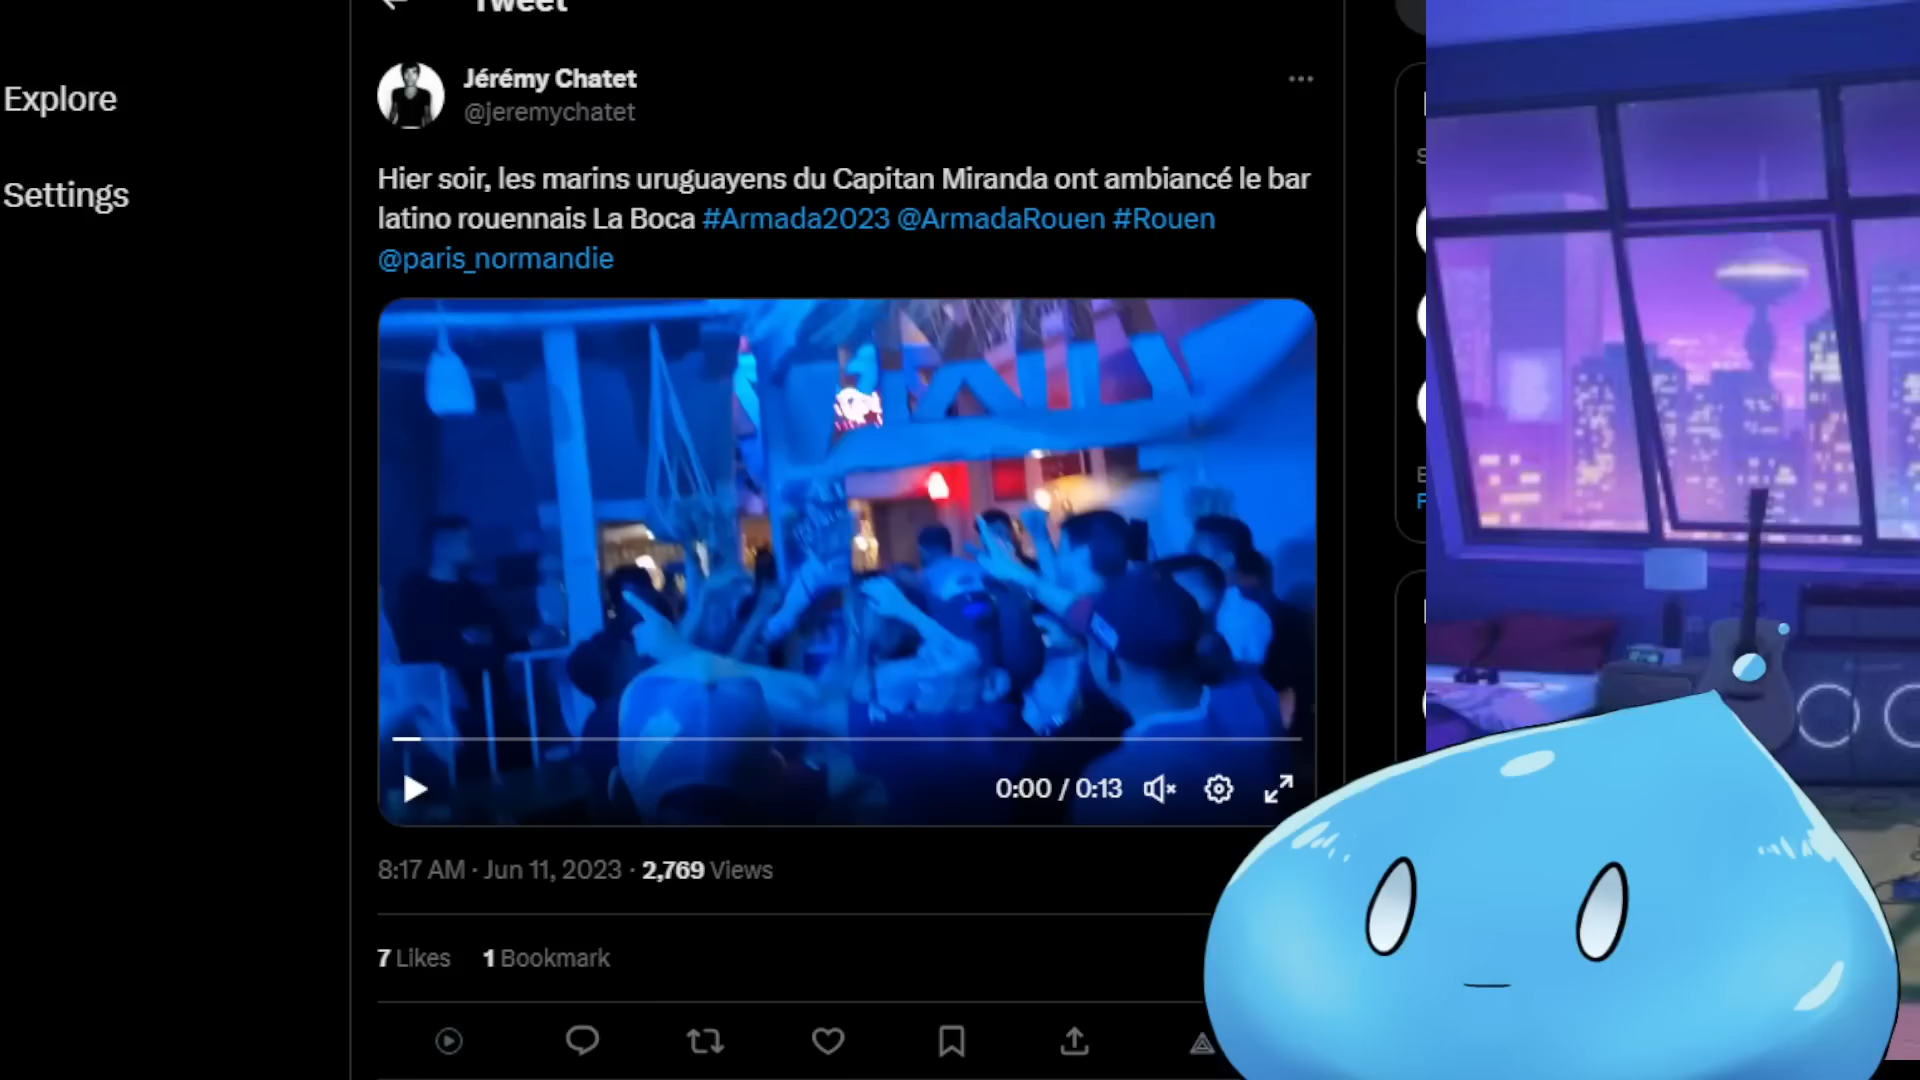 Tweet
Explore
Settings
Jérémy Chatet
@jeremychatet
Hier soir, les marins uruguayens du Capitan Miranda ont ambiancé le bar
latino rouennais La Boca #Armada2023 @ArmadaRouen #Rouen
@paris_normandie
0:00 / 0:13
8:17 AM · Jun 11, 2023 · 2,769 Views
7 Likes 1 Bookmark